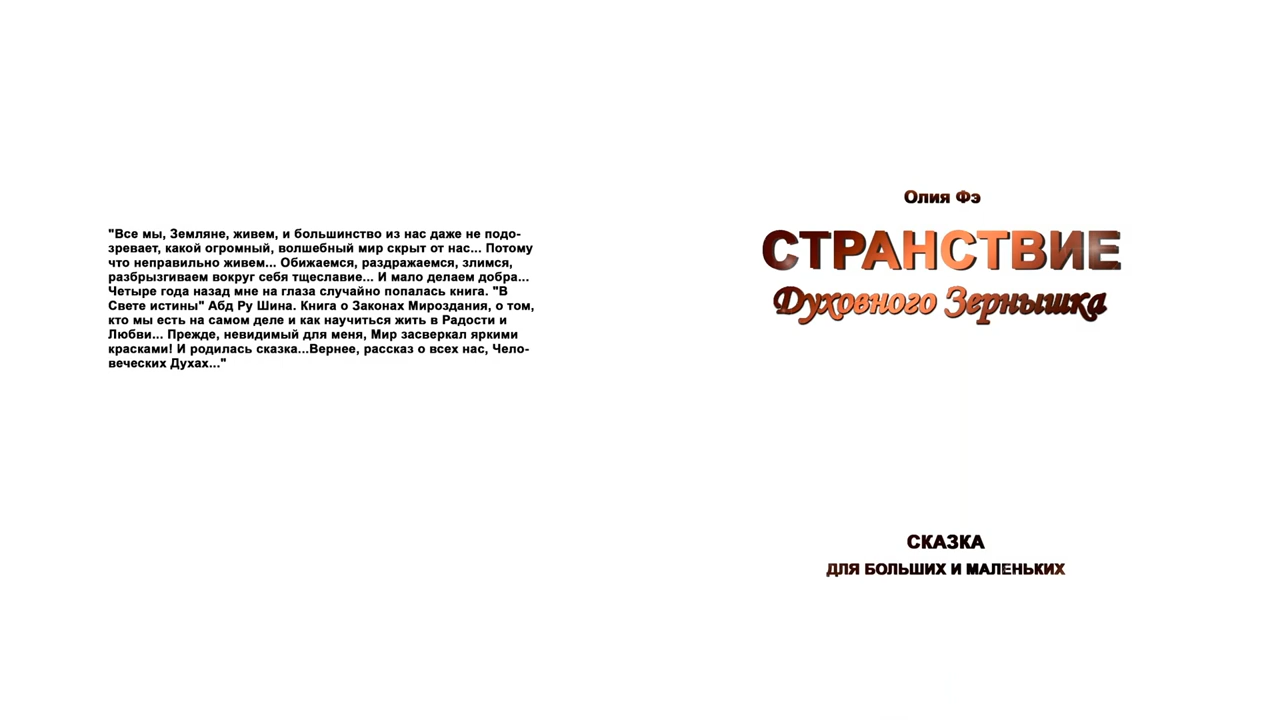 "Все мы, Земляне, живем, и большинство из нас даже не подо-
зревает, какой огромный, волшебный мир скрыт от нас... Потому
что неправильно живем... Обижаемся, раздражаемся, злимся,
разбрызгиваем вокруг себя тщеславие... И мало делаем добра...
Четыре года назад мне на глаза случайно попалась книга. "В
Свете истины" Абд Ру Шина. Книга о Законах Мироздания, о том,
кто мы есть на самом деле и как научиться жить в Радости и
Любви... Прежде, невидимый для меня, Мир засверкал яркими
красками! И родилась сказка...Вернее, рассказ о всех нас, Чело-
веческих Духах..."
Олия Фэ
СТРАНСТВИЕ
Духовного Зернышка
СКАЗКА
ДЛЯ БОЛЬШИХ И МАЛЕНЬКИХ